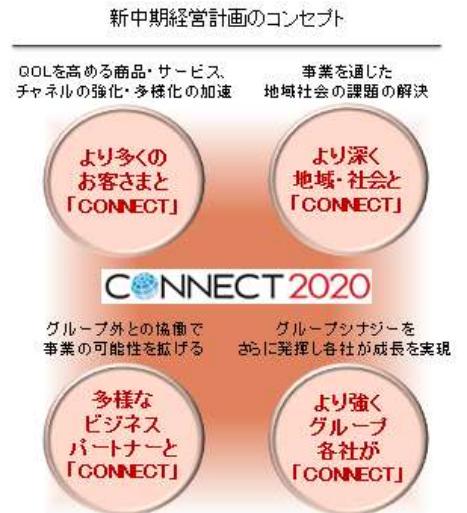 新中期経営計画のコンセプト
QOLを高める商品・サービス、
チャネルの強化・多様化の加速
事業を通じた
地域社会の課題の解決
より多くの
お客さまと
「CONNECT」
より深く
地域・社会と
「CONNECT」
CONNECT 2020
グループ外との協働で
事業の可能性を拡げる
グループシナジーを
さらに発揮し各社が成長を実現
多様な
ビジネス
パートナーと
「CONNECT」
より強く
グループ
各社が
「CONNECT」